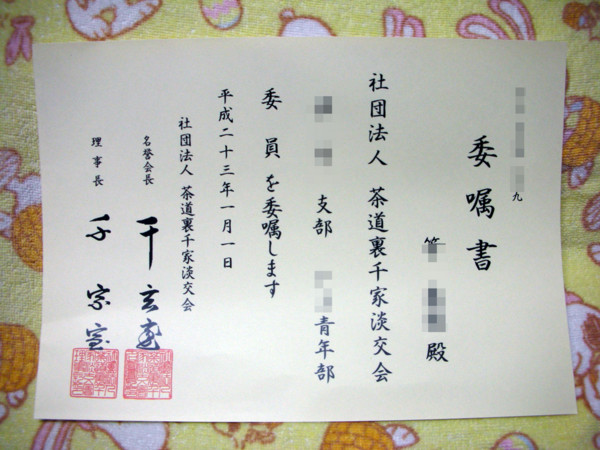 九
委嘱書
殿
社団法人 茶道裏千家淡交会
支部 青年部
委員を委嘱します
平成二十三年一月一日
社団法人 茶道裏千家淡交会
名誉会長 千玄室
理事長 千宗室